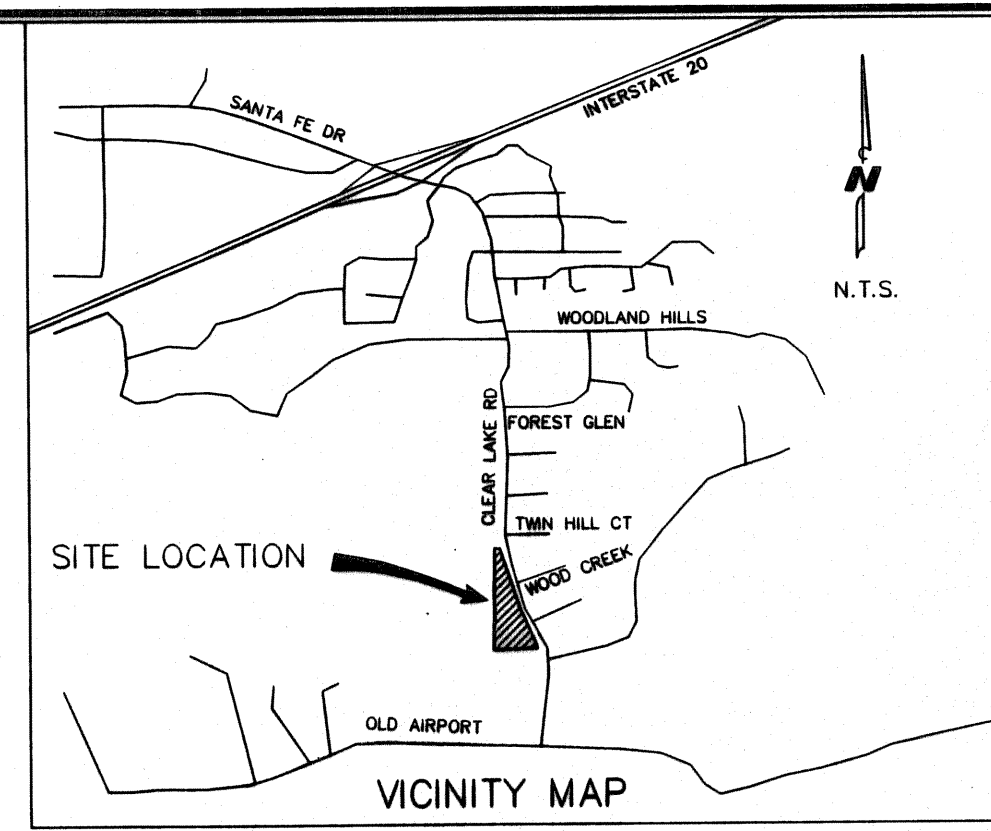 SANTA FE DR
INTERSTATE 20
N
N.T.S.
WOODLAND HILLS
CLEAR LAKE RD
FOREST GLEN
TWIN HILL CT
SITE LOCATION
WOOD CREEK
OLD AIRPORT
VICINITY MAP